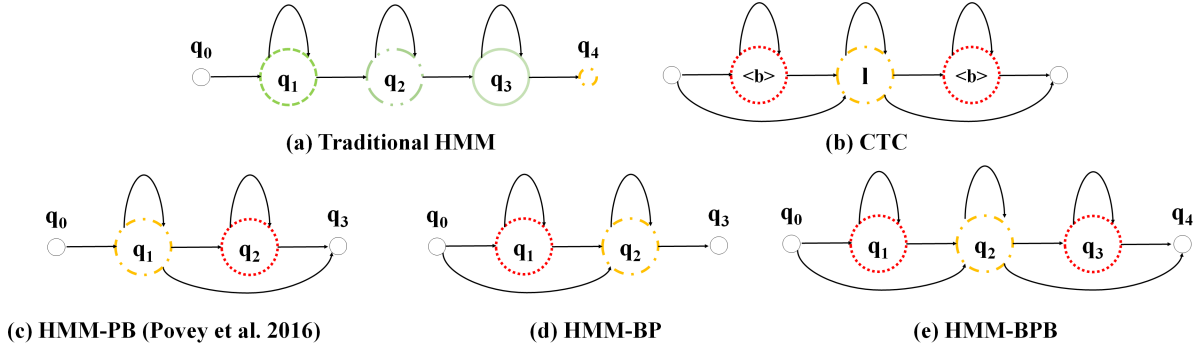 q0
q1
q2
q3
q4
(a) Traditional HMM
<b>
l
<b>
(b) CTC
q0
q1
q2
q3
(c) HMM-PB (Povey et al. 2016)
q0
q1
q2
q3
(d) HMM-BP
q0
q1
q2
q3
q4
(e) HMM-BPB